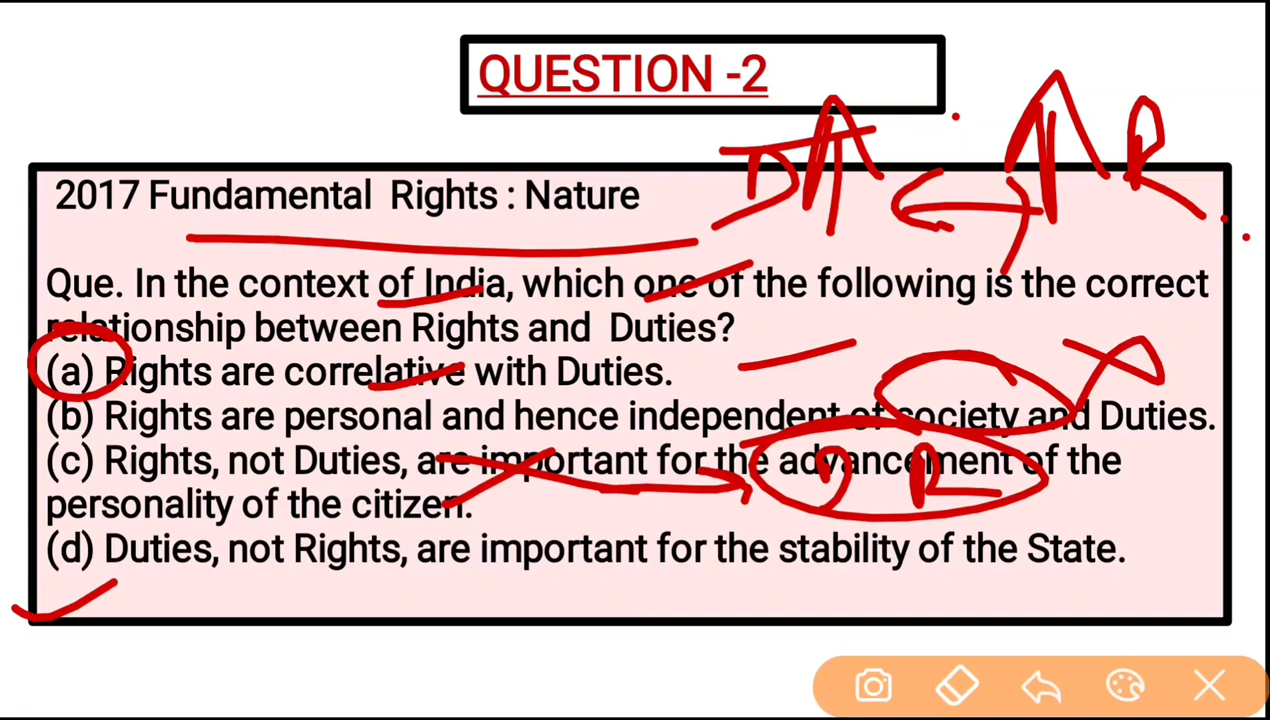 QUESTION -2
D R
2017 Fundamental Rights : Nature
Que. In the context of India, which one of the following is the correct
relationship between Rights and Duties?
(a) Rights are correlative with Duties.
(b) Rights are personal and hence independent of society and Duties.
(c) Rights, not Duties, are important for the advancement of the
personality of the citizen.
(d) Duties, not Rights, are important for the stability of the State.